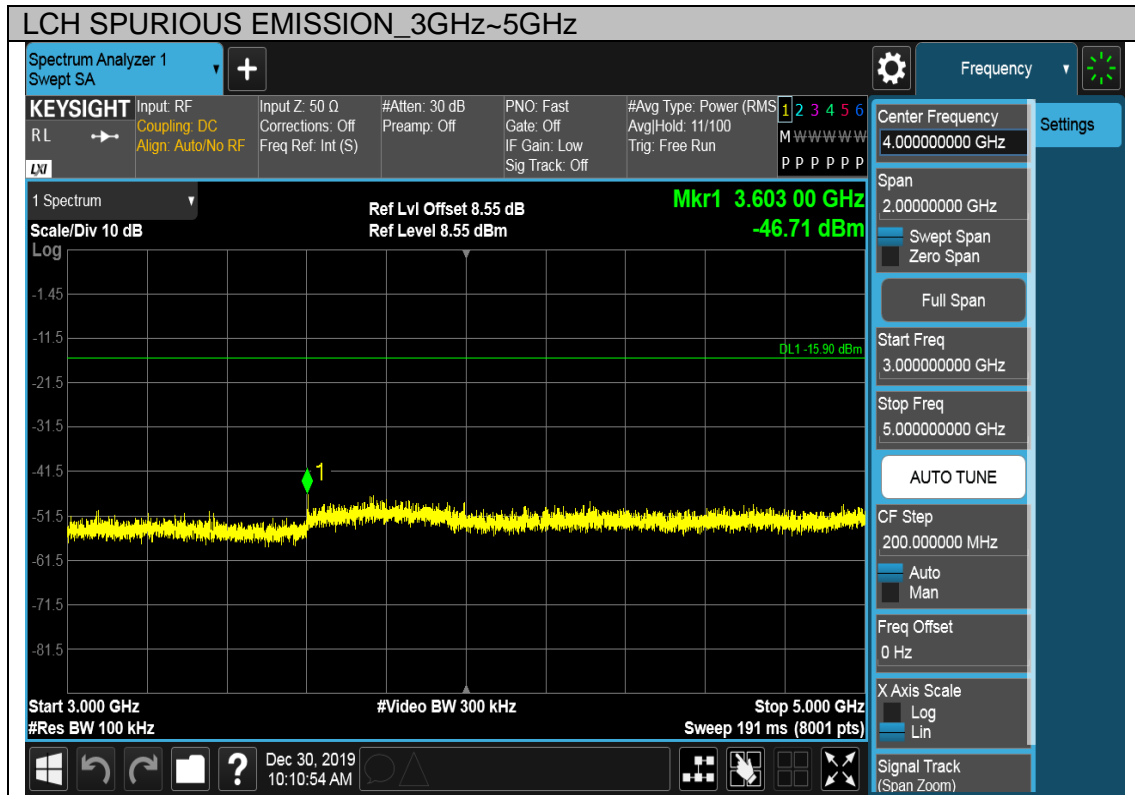 LCH SPURIOUS EMISSION_3GHz~5GHz
Spectrum Analyzer 1
Swept SA
+
Frequency
KEYSIGHT
RL
LXI
Input: RF
Coupling: DC
Align: Auto/No RF
Input Z: 50 Ω
Corrections: Off
Freq Ref: Int (S)
#Atten: 30 dB
Preamp: Off
PNO: Fast
Gate: Off
IF Gain: Low
Sig Track: Off
#Avg Type: Power (RMS
Avg|Hold: 11/100
Trig: Free Run
1 2 3 4 5 6
M W W W W W
P P P P P P
1 Spectrum
Scale/Div 10 dB
Log
Ref Lvl Offset 8.55 dB
Ref Level 8.55 dBm
Mkr1 3.603 00 GHz
-46.71 dBm
-1.45
-11.5
DL1 -15.90 dBm
-21.5
-31.5
-41.5
1
-51.5
-61.5
-71.5
-81.5
Start 3.000 GHz
#Res BW 100 kHz
#Video BW 300 kHz
Stop 5.000 GHz
Sweep 191 ms (8001 pts)
?
Dec 30, 2019
10:10:54 AM
Center Frequency
4.000000000 GHz
Settings
Span
2.00000000 GHz
Swept Span
Zero Span
Full Span
Start Freq
3.000000000 GHz
Stop Freq
5.000000000 GHz
AUTO TUNE
CF Step
200.000000 MHz
Auto
Man
Freq Offset
0 Hz
X Axis Scale
Log
Lin
Signal Track
(Span Zoom)